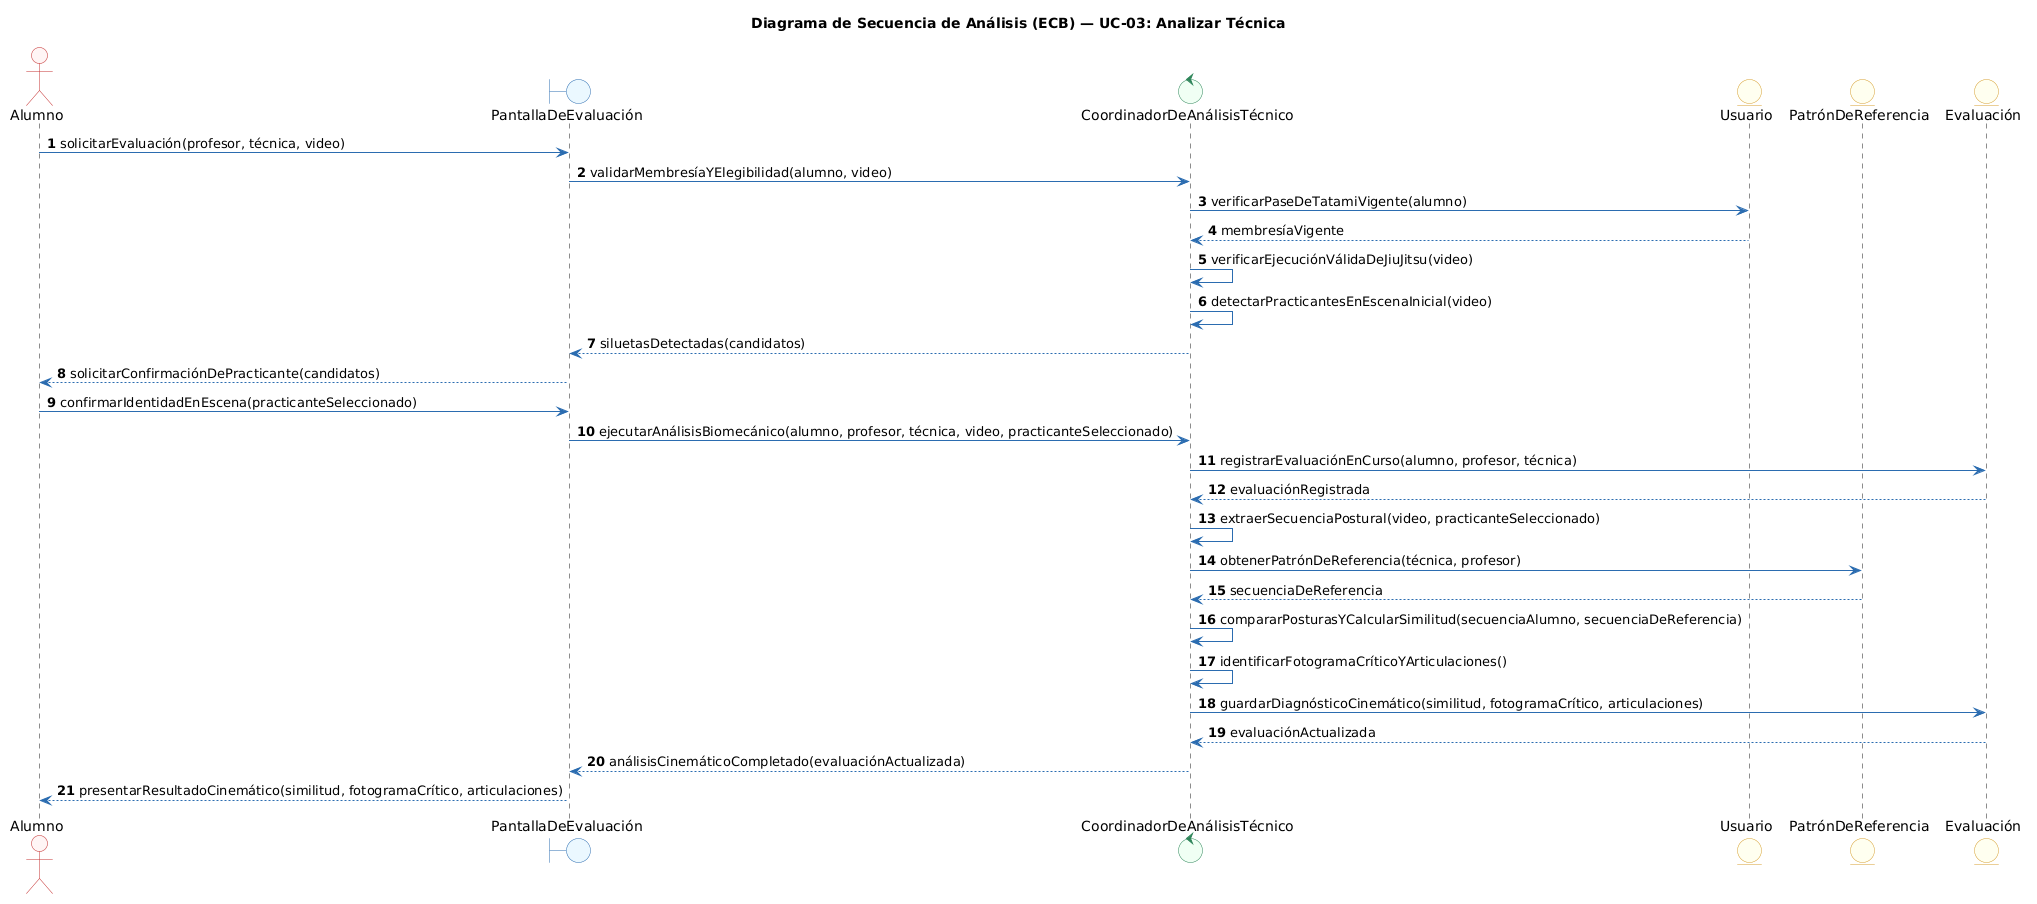 Diagrama de Secuencia de Análisis (ECB) — UC-03: Analizar Técnica
Alumno
PantallaDeEvaluación
CoordinadorDeAnálisisTécnico
Usuario
PatrónDeReferencia
Evaluación
1 solicitarEvaluación(profesor, técnica, video)
2 validarMembresíaYElegibilidad(alumno, video)
3 verificarPaseDeTatamiVigente(alumno)
4 membresíaVigente
5 verificarEjecuciónVálidaDeJiuJitsu(video)
6 detectarPracticantesEnEscenaInicial(video)
7 siluetasDetectadas(candidatos)
8 solicitarConfirmaciónDePracticante(candidatos)
9 confirmarIdentidadEnEscena(practicanteSeleccionado)
10 ejecutarAnálisisBiomecánico(alumno, profesor, técnica, video, practicanteSeleccionado)
11 registrarEvaluaciónEnCurso(alumno, profesor, técnica)
12 evaluaciónRegistrada
13 extraerSecuenciaPostural(video, practicanteSeleccionado)
14 obtenerPatrónDeReferencia(técnica, profesor)
15 secuenciaDeReferencia
16 compararPosturasYCalcularSimilitud(secuenciaAlumno, secuenciaDeReferencia)
17 identificarFotogramaCríticoYArticulaciones()
18 guardarDiagnósticoCinemático(similitud, fotogramaCrítico, articulaciones)
19 evaluaciónActualizada
20 análisisCinemáticoCompletado(evaluaciónActualizada)
21 presentarResultadoCinemático(similitud, fotogramaCrítico, articulaciones)
Alumno
PantallaDeEvaluación
CoordinadorDeAnálisisTécnico
Usuario
PatrónDeReferencia
Evaluación